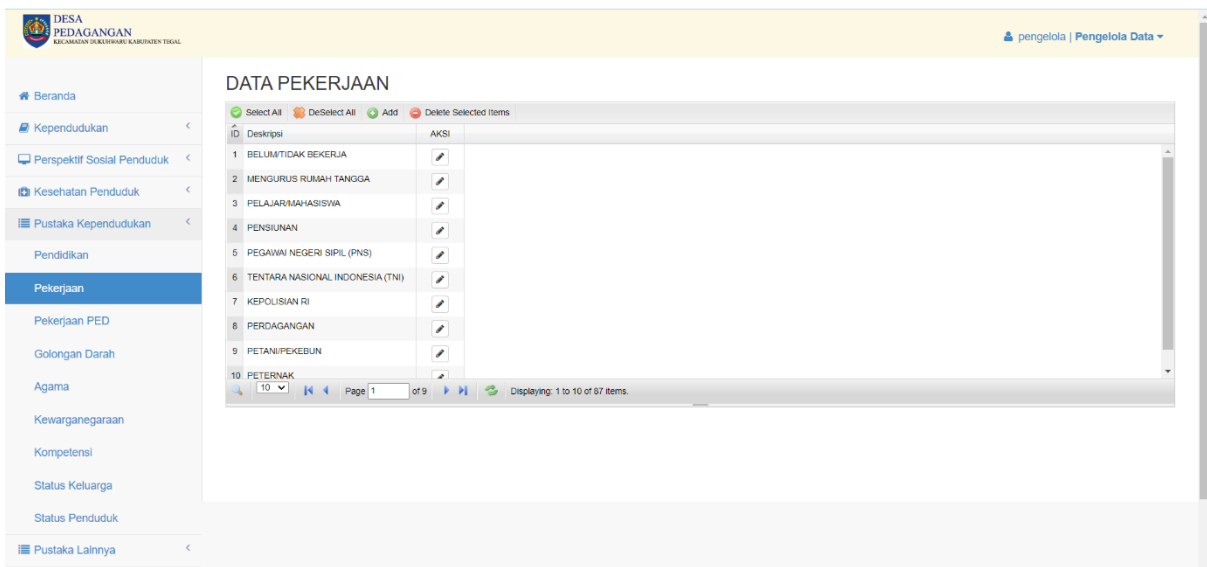 DESA
PEDAGANGAN
KECAMATAN DUKUHWARU KABUPATEN TEGAL
pengelola | Pengelola Data
Beranda
Kependudukan
Perspektif Sosial Penduduk
Kesehatan Penduduk
Pustaka Kependudukan
Pendidikan
Pekerjaan
Pekerjaan PED
Golongan Darah
Agama
Kewarganegaraan
Kompetensi
Status Keluarga
Status Penduduk
Pustaka Lainnya
DATA PEKERJAAN
Select All DeSelect All Add Delete Selected Items
ID Deskripsi AKSI
1 BELUM/TIDAK BEKERJA
2 MENGURUS RUMAH TANGGA
3 PELAJAR/MAHASISWA
4 PENSIUNAN
5 PEGAWAI NEGERI SIPIL (PNS)
6 TENTARA NASIONAL INDONESIA (TNI)
7 KEPOLISIAN RI
8 PERDAGANGAN
9 PETANI/PEKEBUN
10 PETERNAK
10 Page 1 of 9 Displaying: 1 to 10 of 87 items.